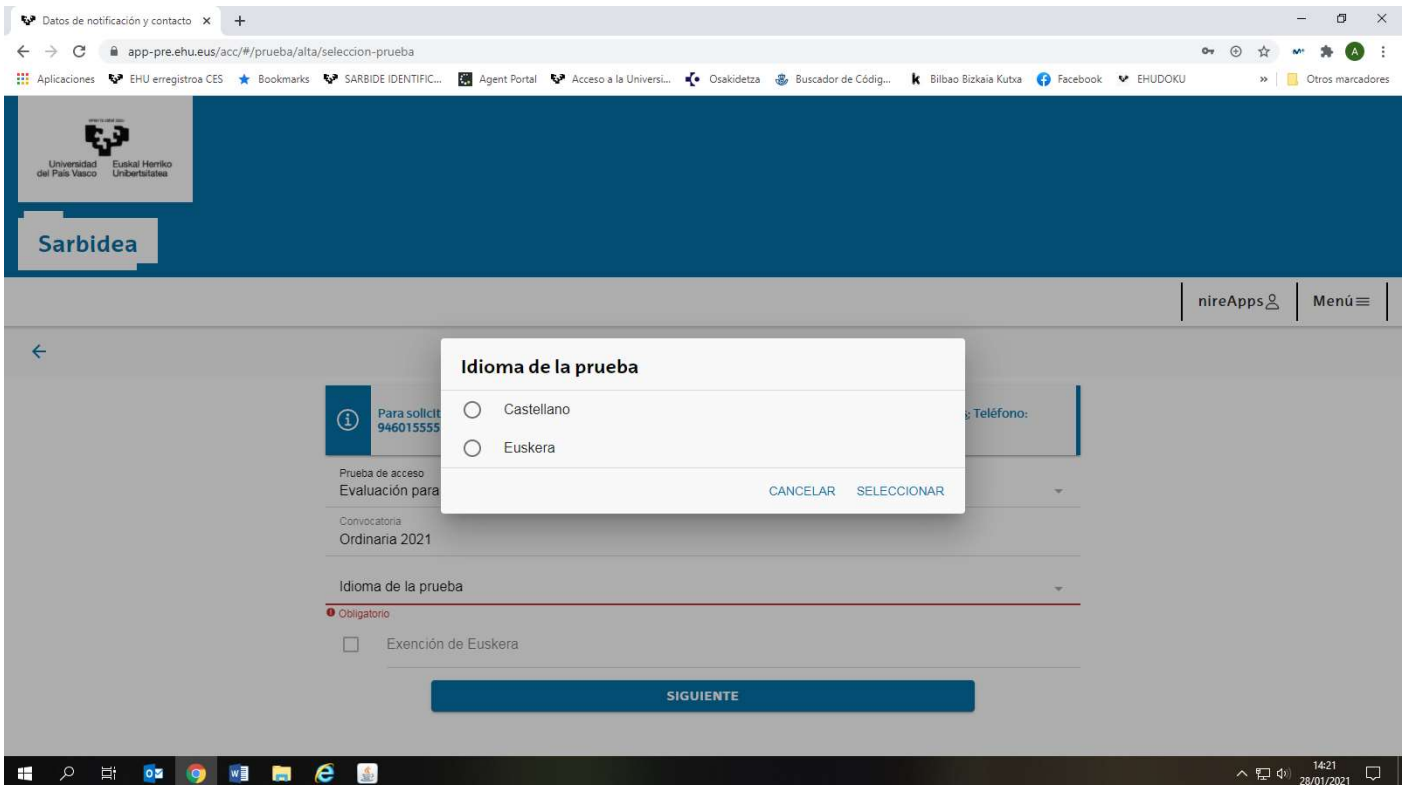 Datos de notificación y contacto
app-pre.ehu.eus/acc/#/prueba/alta/seleccion-prueba
A
Aplicaciones EHU erregistroa CES Bookmarks SARBIDE IDENTIFIC... Agent Portal Acceso a la Universi... Osakidetza Buscador de Códig... Bilbao Bizkaia Kutxa Facebook EHUDOKU » Otros marcadores
Universidad Euskal Herriko
del País Vasco Unibertsitatea
Sarbidea
nireApps Menú
Idioma de la prueba
Castellano
Euskera
CANCELAR SELECCIONAR
Para solicit ; Teléfono:
946015555
Prueba de acceso
Evaluación para
Convocatoria
Ordinaria 2021
Idioma de la prueba
Obligatorio
Exención de Euskera
SIGUIENTE
14:21
28/01/2021